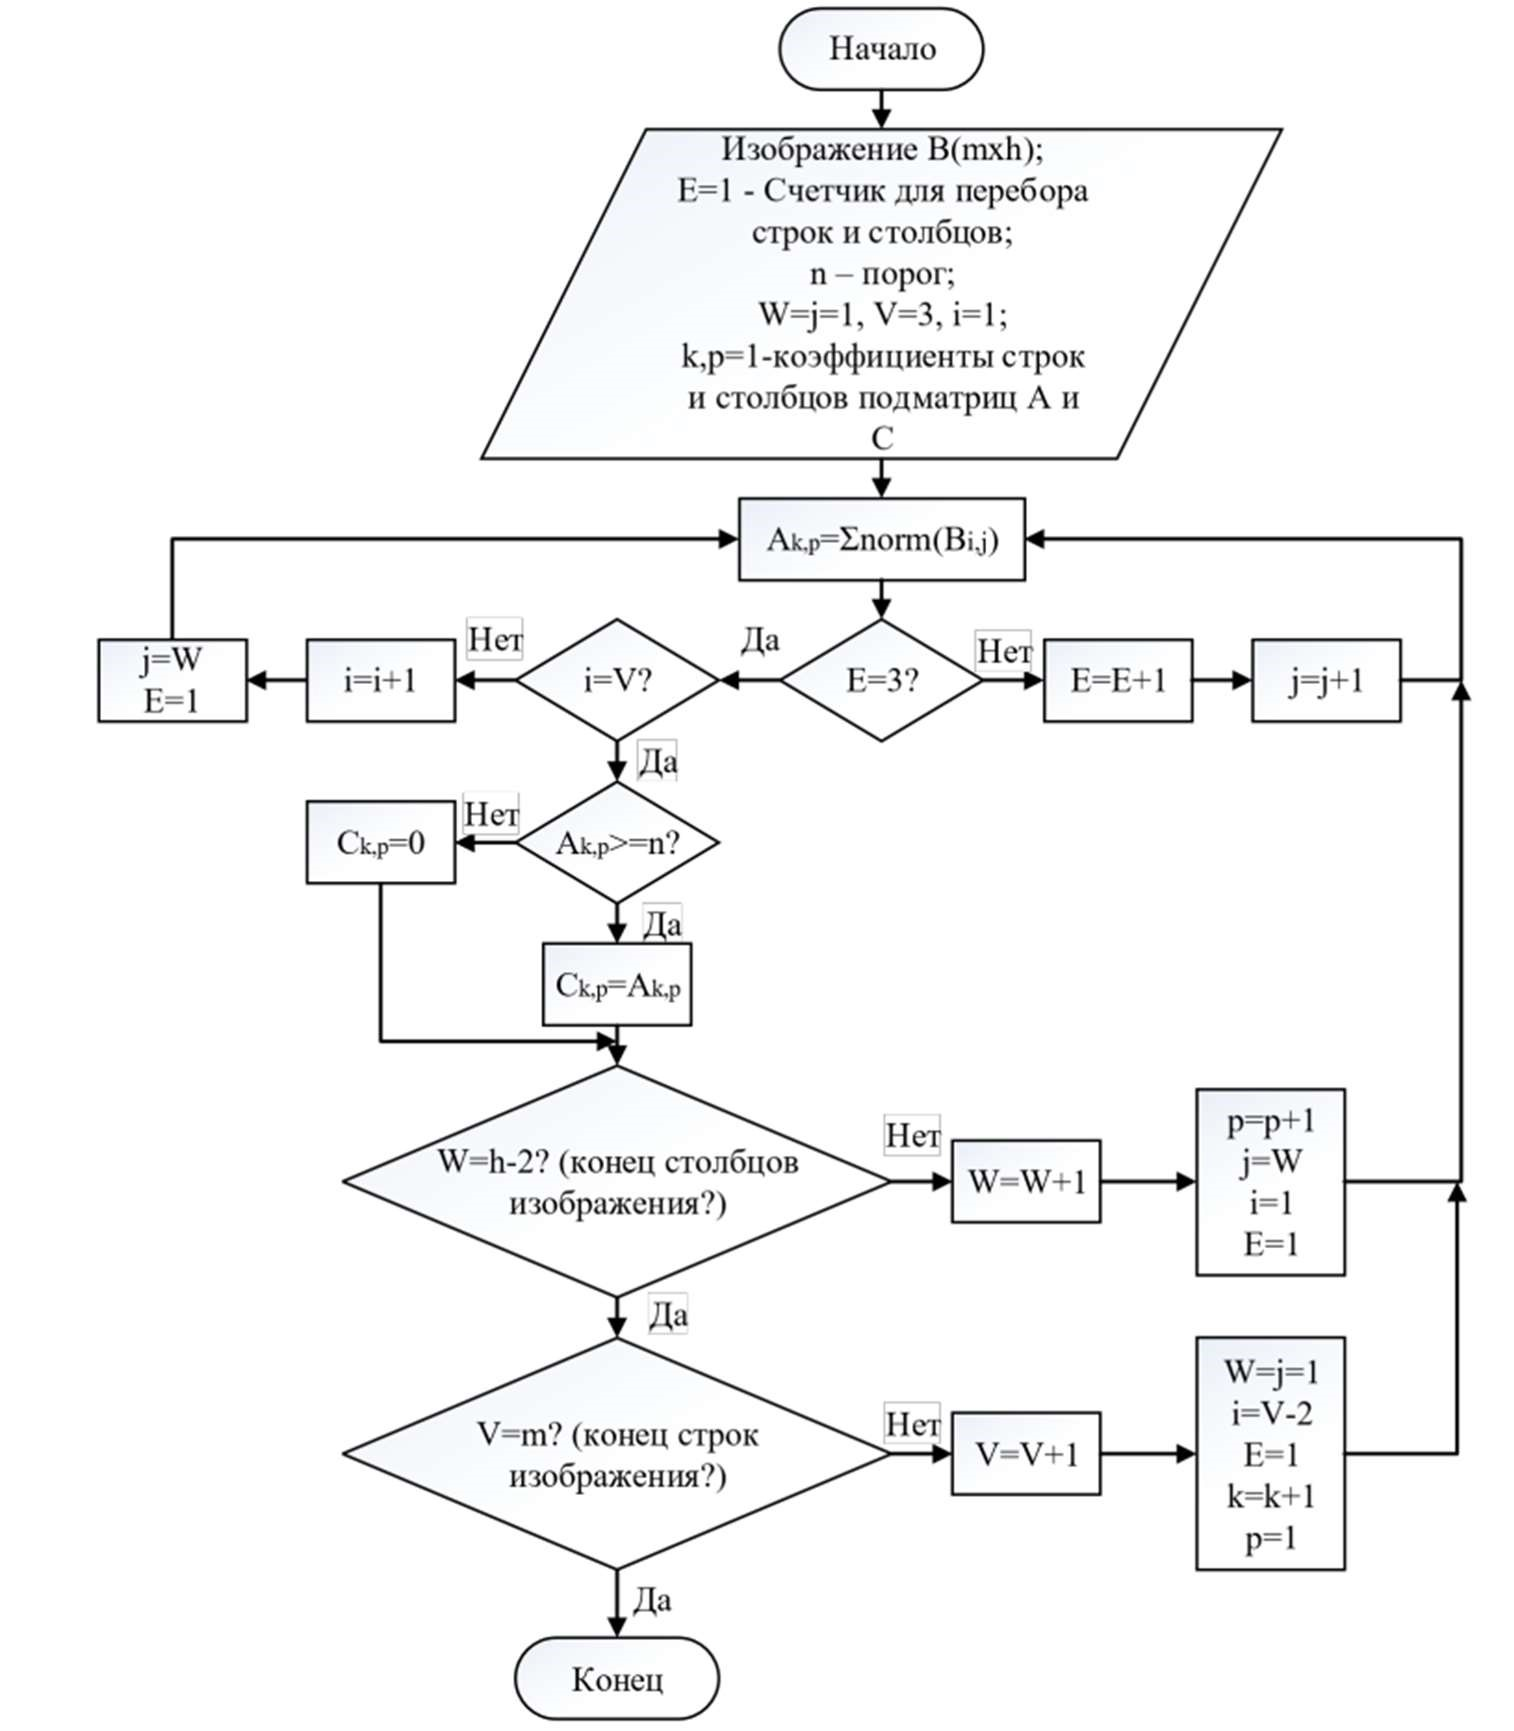 Начало
Изображение B(mxh);
E=1 - Счетчик для перебора
строк и столбцов;
n – порог;
W=j=1, V=3, i=1;
k,p=1-коэффициенты строк
и столбцов подматриц A и
C
Ak,p=Σnorm(Bi,j)
j=W
E=1
i=i+1
Нет
i=V?
Да
E=3?
Нет
E=E+1
j=j+1
Да
Ck,p=0
Нет
Ak,p>=n?
Да
Ck,p=Ak,p
W=h-2? (конец столбцов
изображения?)
Нет
W=W+1
p=p+1
j=W
i=1
E=1
Да
V=m? (конец строк
изображения?)
Нет
V=V+1
W=j=1
i=V-2
E=1
k=k+1
p=1
Да
Конец